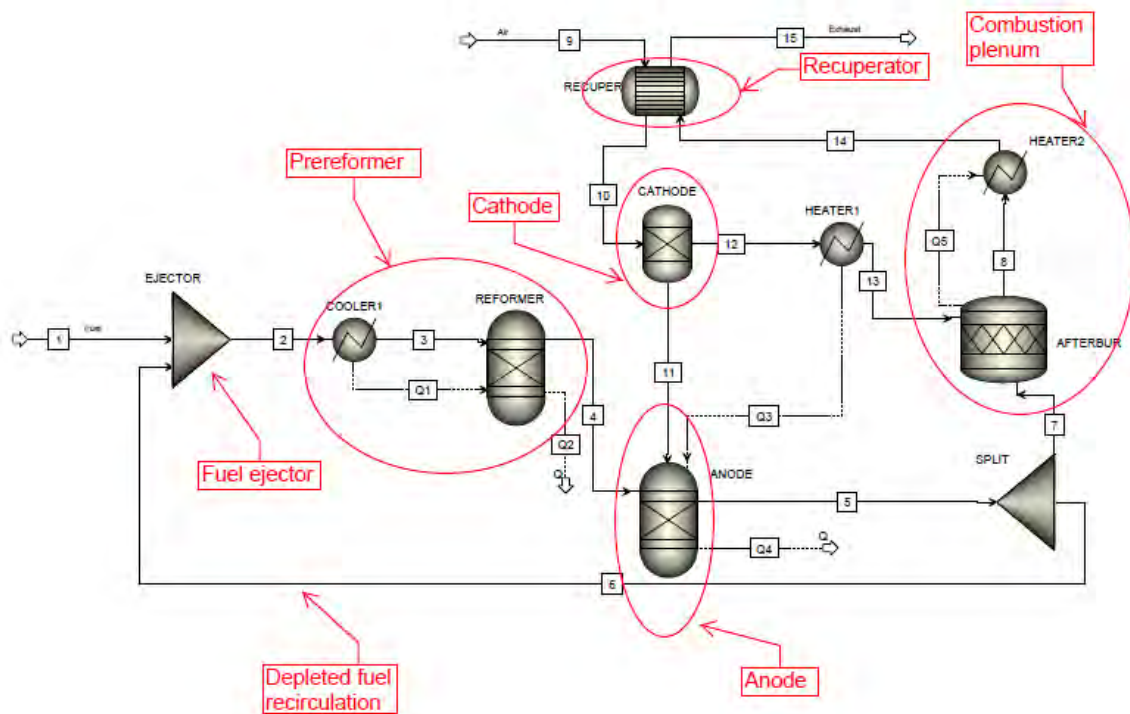 Air
9
15
Exhaust
Combustion
plenum
RECUPER
Recuperator
14
HEATER2
Prereformer
10
CATHODE
Cathode
HEATER1
12
Q5
8
13
EJECTOR
COOLER1
REFORMER
AFTERBUR
1
2
3
11
Q1
Q3
7
4
Q2
SPLIT
Fuel ejector
Q
ANODE
5
Q4
Q
6
Depleted fuel
recirculation
Anode